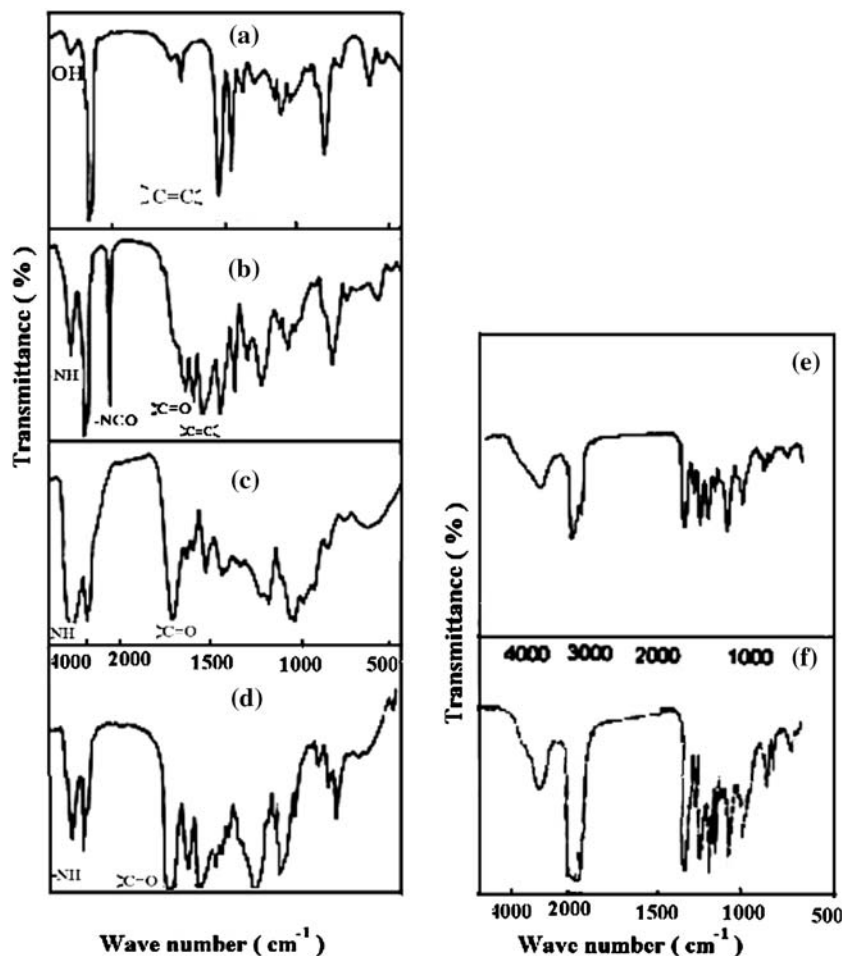 (a)
OH
C=C
(b)
-NH
-NCO
C=O
C=C
(c)
NH
C=O
4000 2000 1500 1000 500
(d)
-NH
C-O
Transmittance ( % )
Wave number ( cm-1 )
(e)
4000 3000 2000 1000
(f)
4000 2000 1500 1000 500
Transmittance ( % )
Wave number ( cm-1 )